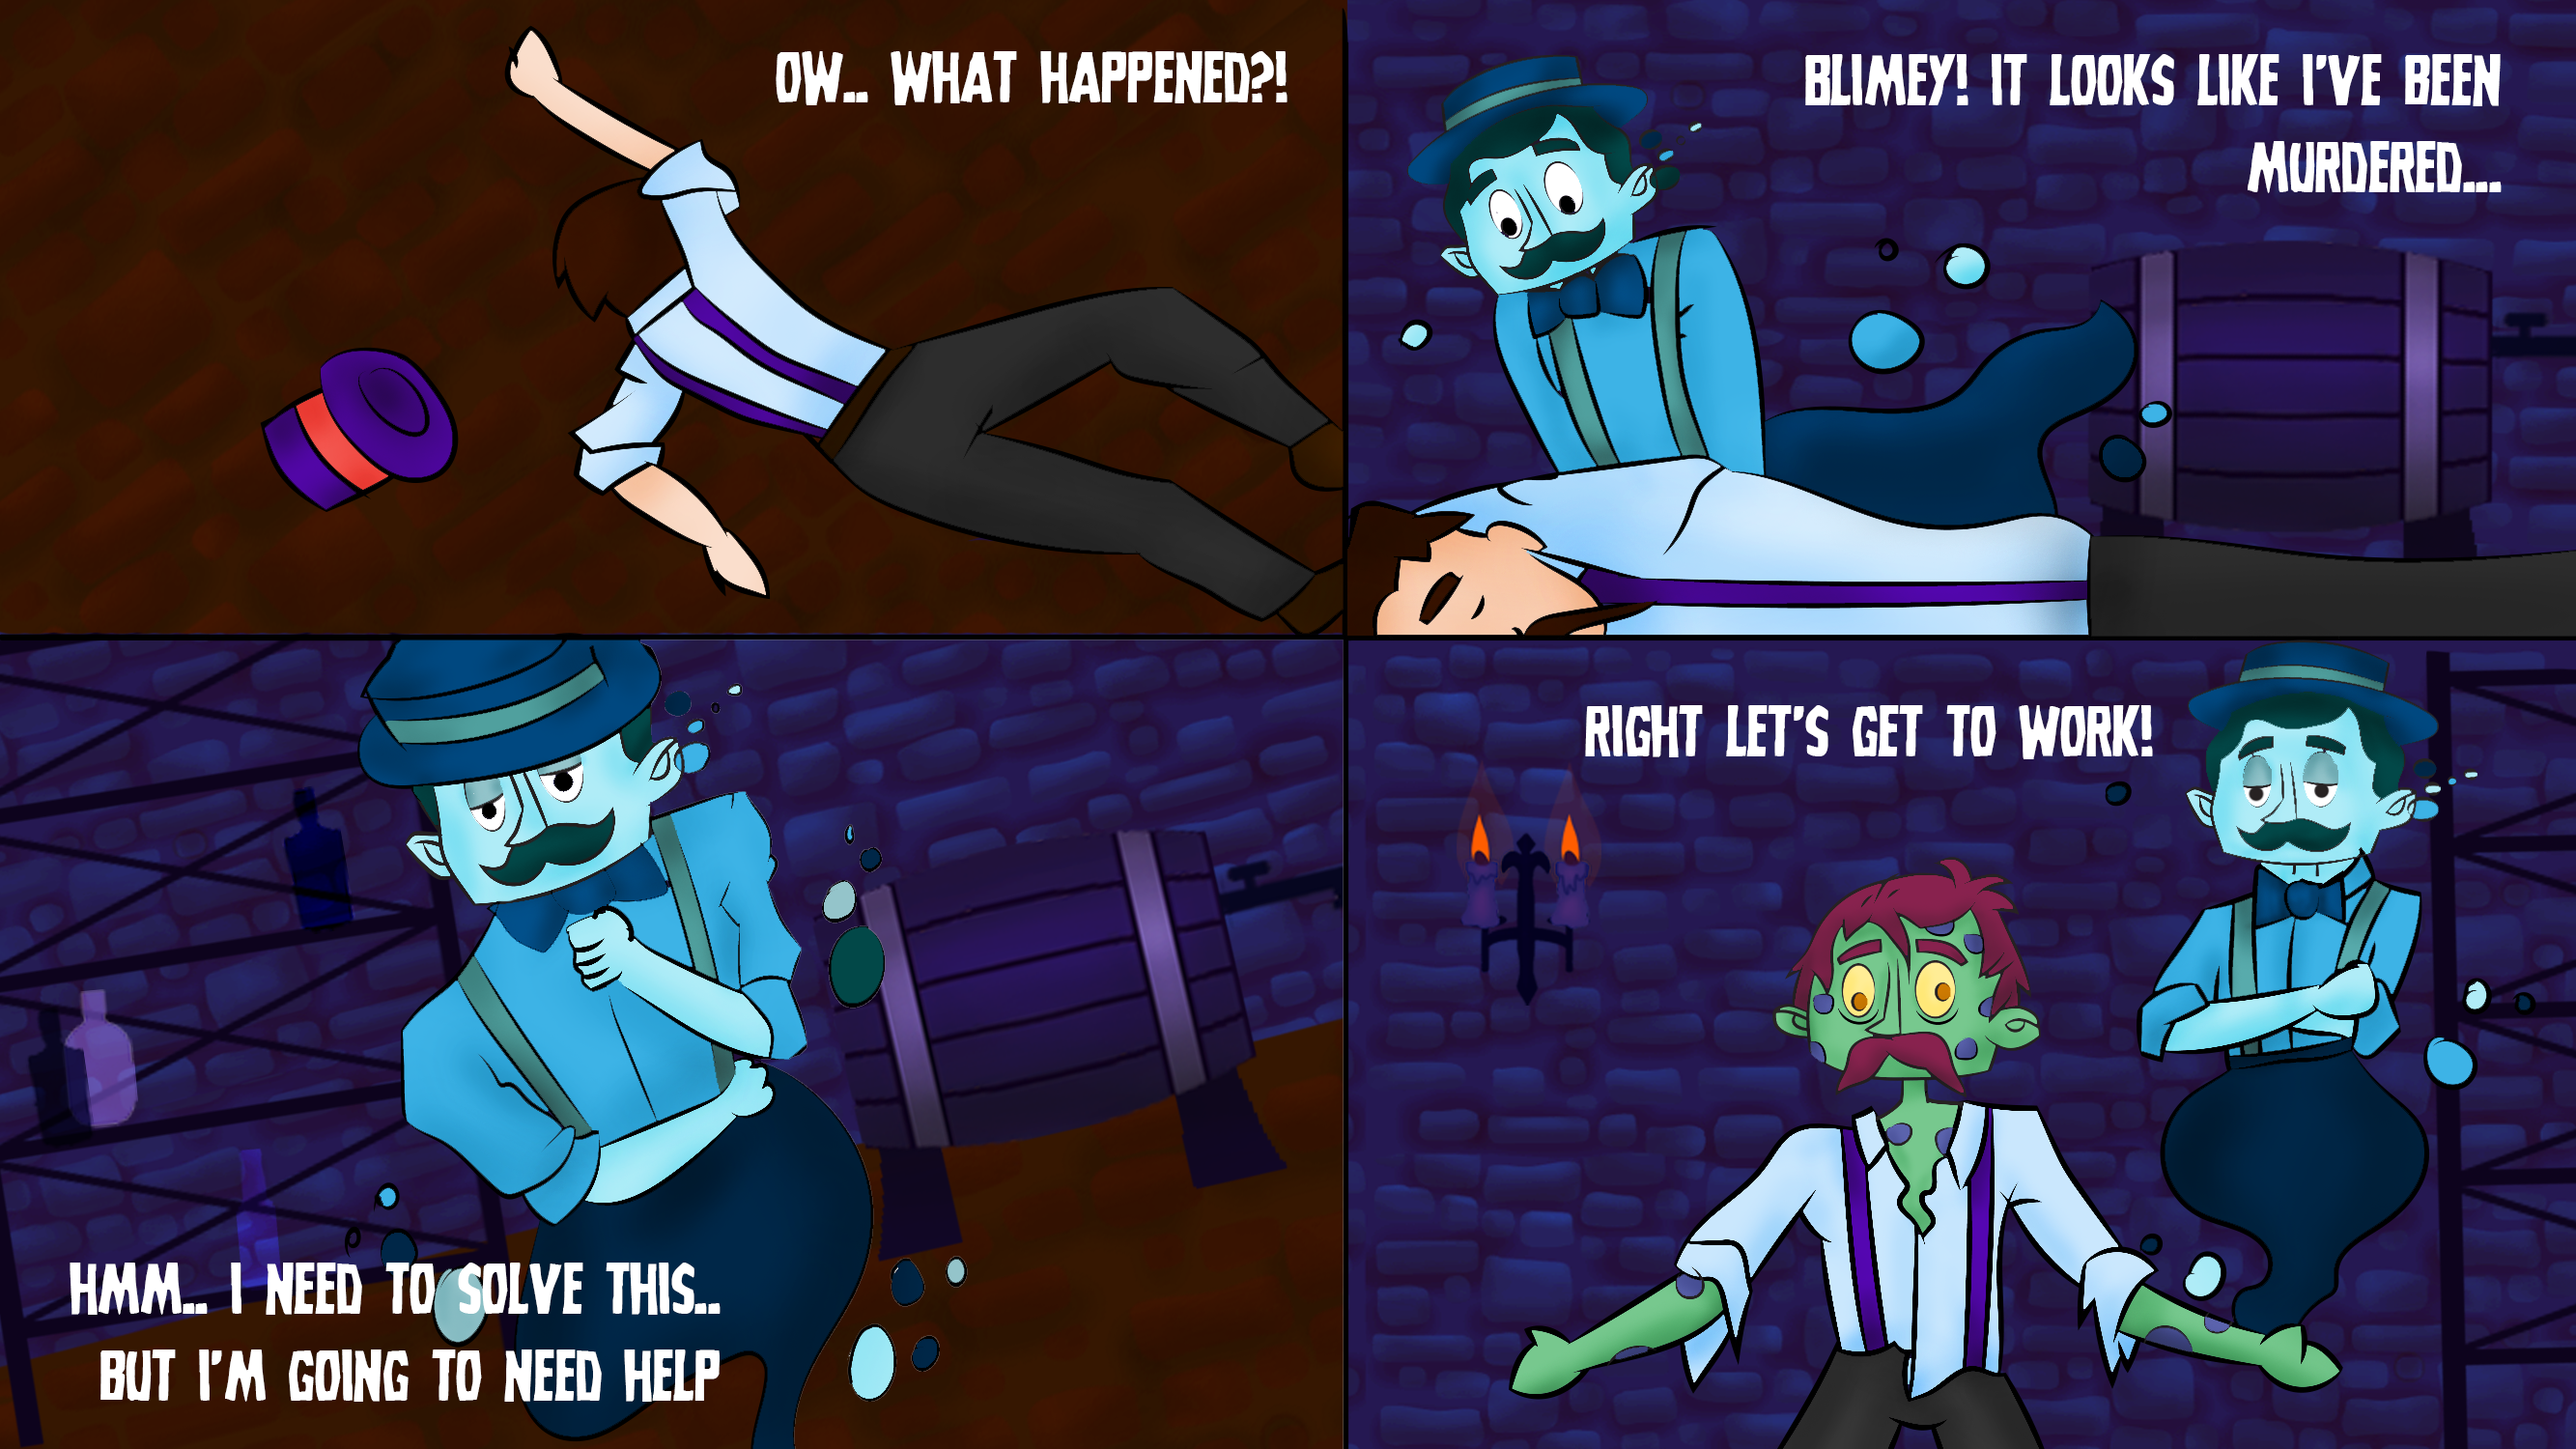 OW.. WHAT HAPPENED?!
BLIMEY! IT LOOKS LIKE I'VE BEEN
MURDERED...
HMM.. I NEED TO SOLVE THIS..
BUT I'M GOING TO NEED HELP
RIGHT LET'S GET TO WORK!